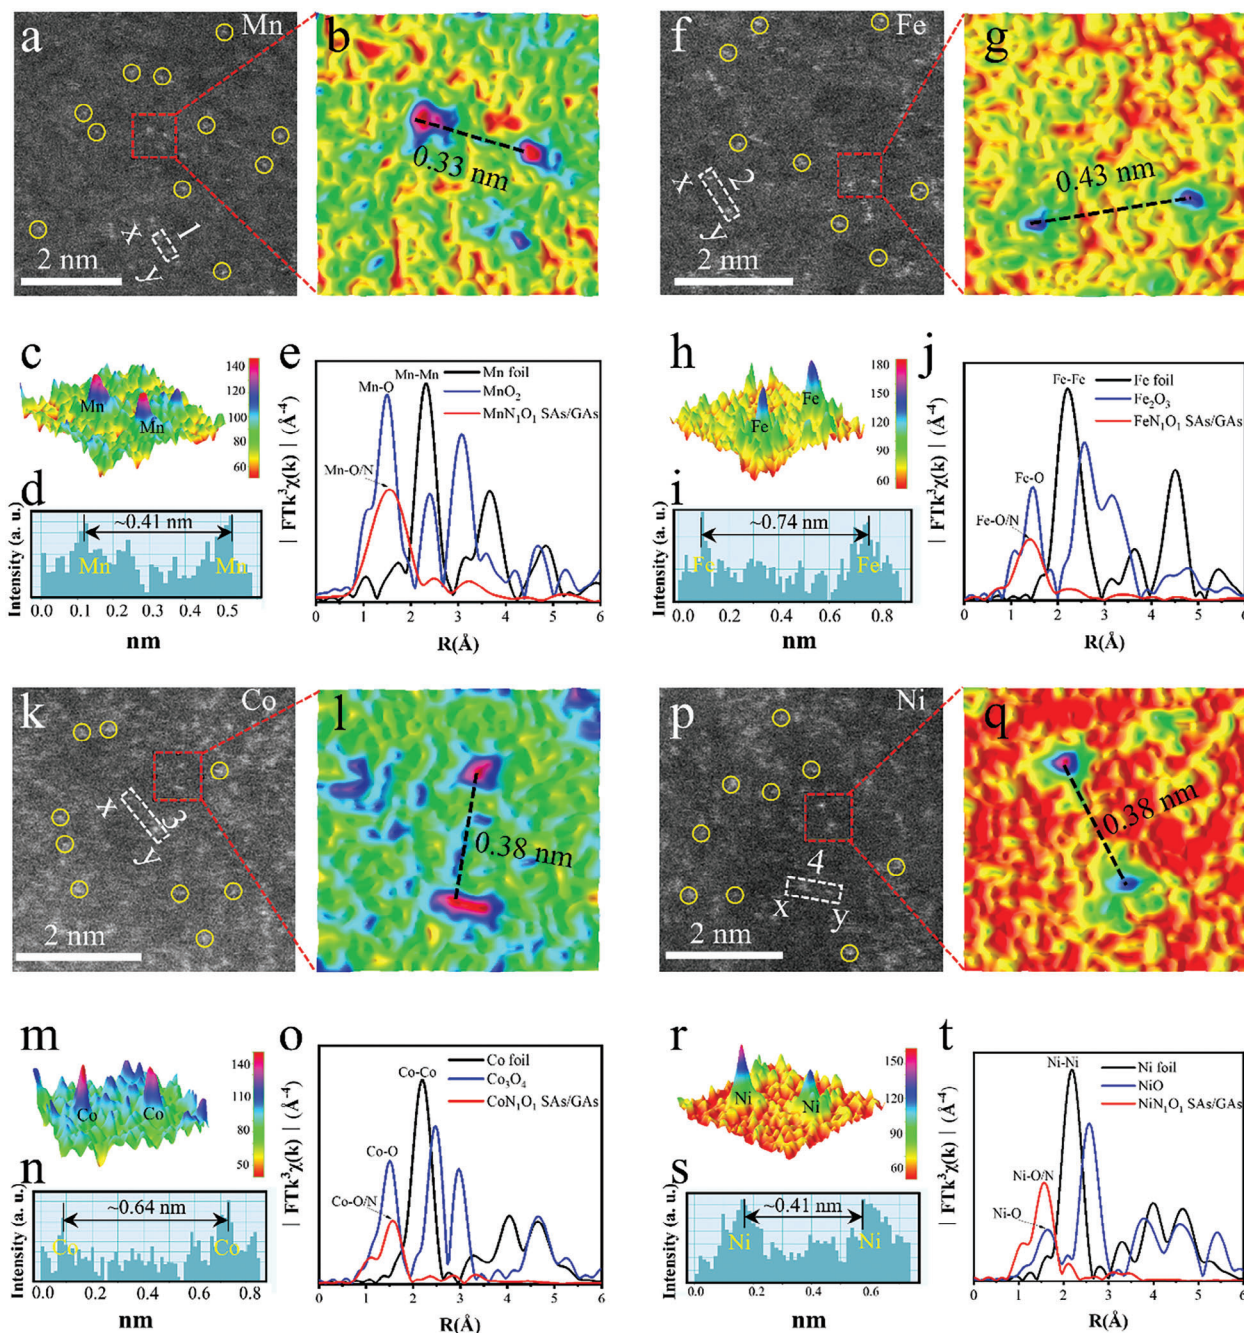 a
Mn
1
x
y
2 nm
b
0.33 nm
f
Fe
2
x
y
2 nm
g
0.43 nm
c
Mn
Mn
140
120
100
80
60
d
Intensity (a. u.)
~0.41 nm
Mn
Mn
0.0 0.1 0.2 0.3 0.4 0.5
nm
e
Mn-Mn
Mn-O
Mn-O/N
Mn foil
MnO₂
MnN₁O₁ SAs/GAs
| FTk³χ(k) | (Å⁻⁴)
0 1 2 3 4 5 6
R(Å)
h
Fe
Fe
180
150
120
90
60
i
Intensity (a. u.)
~0.74 nm
Fe
Fe
0.0 0.2 0.4 0.6 0.8
nm
j
Fe-Fe
Fe-O
Fe-O/N
Fe foil
Fe₂O₃
FeN₁O₁ SAs/GAs
| FTk³χ(k) | (Å⁻⁴)
0 1 2 3 4 5 6
R(Å)
k
Co
3
x
y
2 nm
l
0.38 nm
p
Ni
4
x
y
2 nm
q
0.38 nm
m
Co
Co
140
110
80
50
n
Intensity (a. u.)
~0.64 nm
Co
Co
0.0 0.2 0.4 0.6 0.8
nm
o
Co-Co
Co-O
Co-O/N
Co foil
Co₃O₄
CoN₁O₁ SAs/GAs
| FTk³χ(k) | (Å⁻⁴)
0 1 2 3 4 5 6
R(Å)
r
Ni
Ni
150
120
90
60
s
Intensity (a. u.)
~0.41 nm
Ni
Ni
0.0 0.2 0.4 0.6
nm
t
Ni-Ni
Ni-O/N
Ni-O
Ni foil
NiO
NiN₁O₁ SAs/GAs
| FTk³χ(k) | (Å⁻⁴)
0 1 2 3 4 5 6
R(Å)